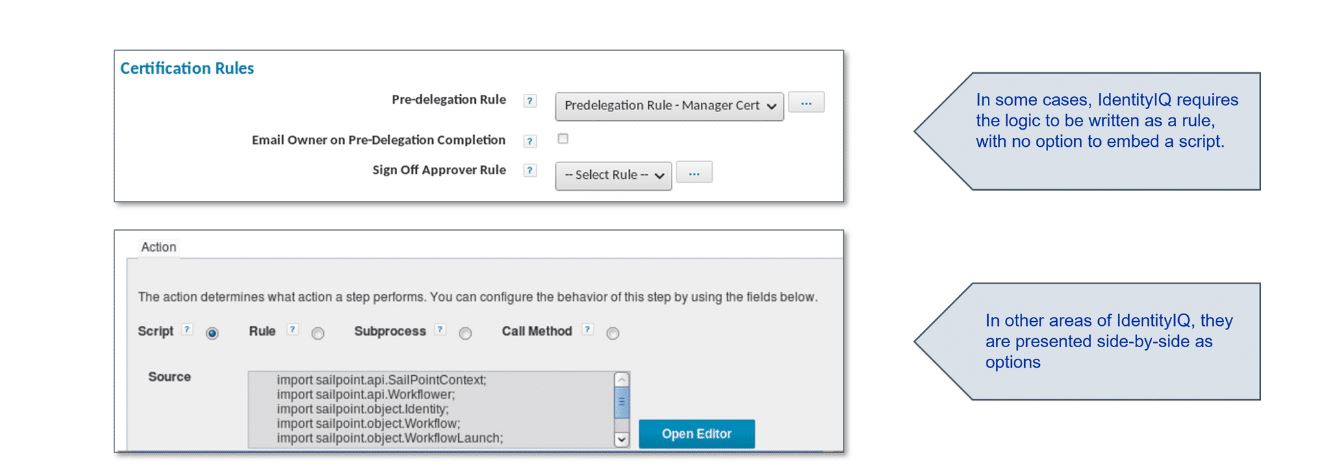 Certification Rules
Pre-delegation Rule ? Predelegation Rule - Manager Cert ...
Email Owner on Pre-Delegation Completion ?
Sign Off Approver Rule ? -- Select Rule -- ...
In some cases, IdentityIQ requires
the logic to be written as a rule,
with no option to embed a script.
Action
The action determines what action a step performs. You can configure the behavior of this step by using the fields below.
Script ? Rule ? Subprocess ? Call Method ?
Source
import sailpoint.api.SailPointContext;
import sailpoint.api.Workflower;
import sailpoint.object.Identity;
import sailpoint.object.Workflow;
import sailpoint.object.WorkflowLaunch;
Open Editor
In other areas of IdentityIQ, they
are presented side-by-side as
options